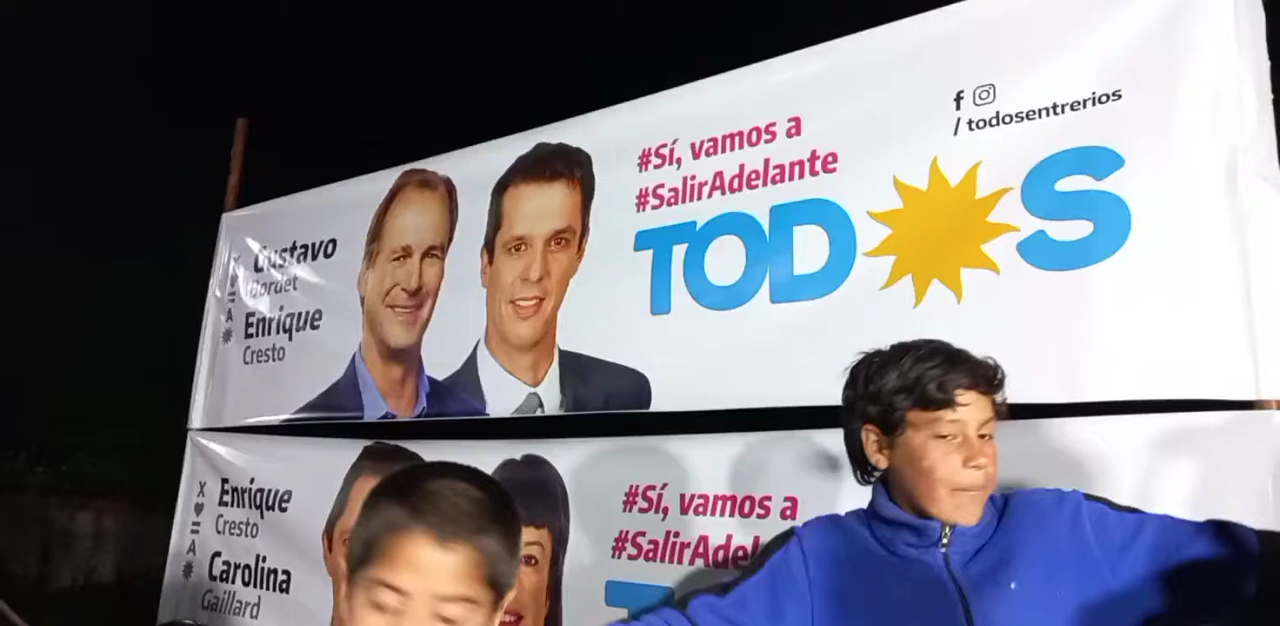 Gustavo
Bordet
Enrique
Cresto
#Sí, vamos a
#SalirAdelante
TODOS
/ todosentrerios
Enrique
Cresto
Carolina
Gaillard
#Sí, vamos a